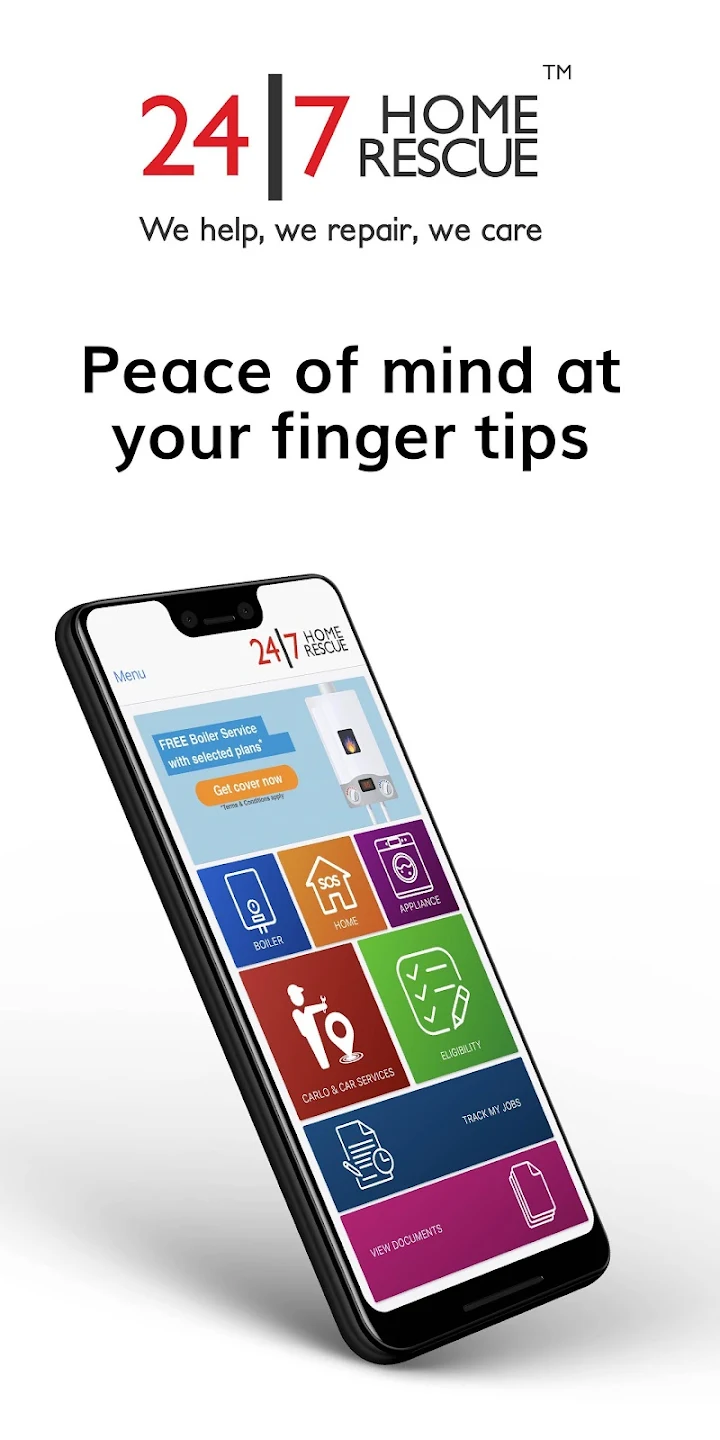 24|7 HOME RESCUE ™
We help, we repair, we care
Peace of mind at
your finger tips
24|7 HOME RESCUE
Menu
FREE Boiler Service
with selected plans*
Get cover now
*Terms & Conditions apply
BOILER
SOS
HOME
APPLIANCE
CARLO & CAR SERVICES
ELIGIBILITY
TRACK MY JOBS
VIEW DOCUMENTS